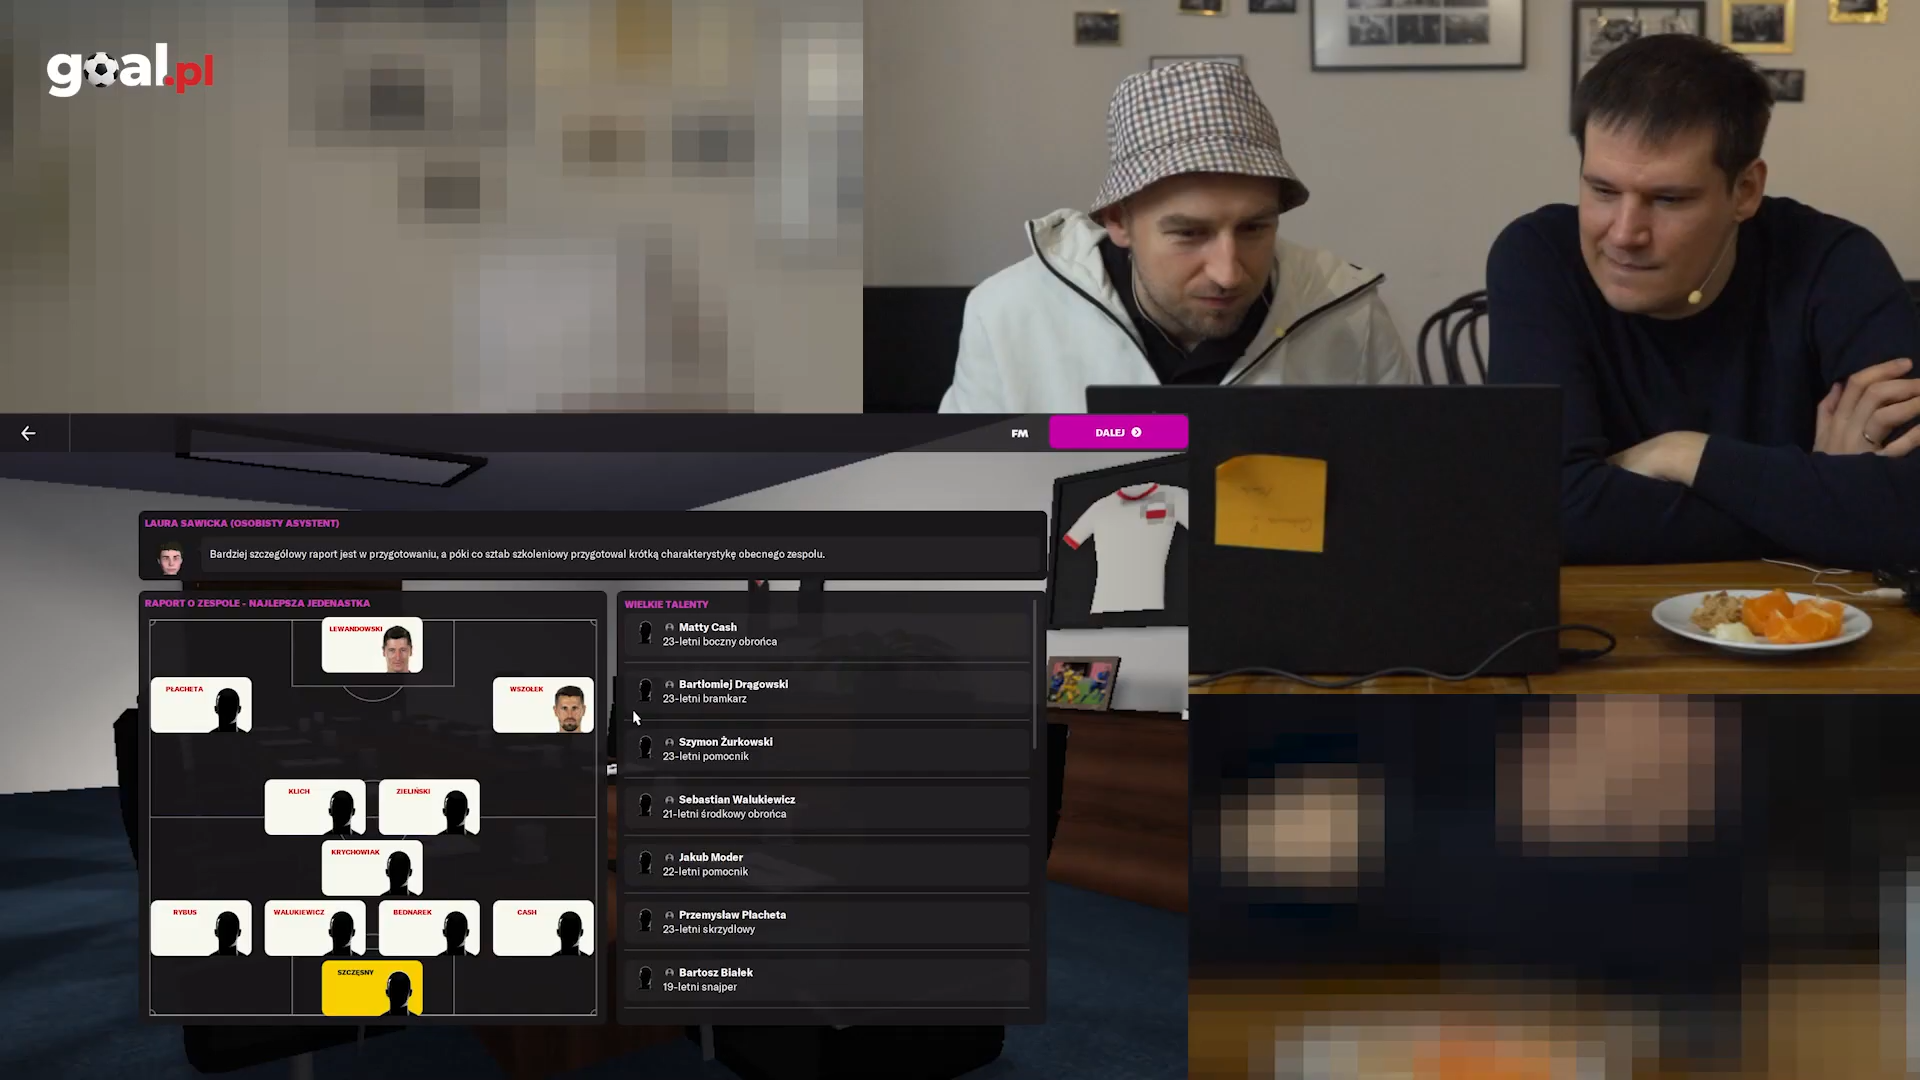 goal.pl
FM
DALEJ
LAURA SAWICKA (OSOBISTY ASYSTENT)
Bardziej szczegółowy raport jest w przygotowaniu, a póki co sztab szkoleniowy przygotował krótką charakterystykę obecnego zespołu.
RAPORT O ZESPOLE - NAJLEPSZA JEDENASTKA
LEWANDOWSKI
PŁACHETA
WSZOŁEK
KLICH
ZIELIŃSKI
KRYCHOWIAK
RYBUS
WALUKIEWICZ
BEDNAREK
CASH
SZCZĘSNY
WIELKIE TALENTY
Matty Cash
23-letni boczny obrońca
Bartłomiej Drągowski
23-letni bramkarz
Szymon Żurkowski
23-letni pomocnik
Sebastian Walukiewicz
21-letni środkowy obrońca
Jakub Moder
22-letni pomocnik
Przemysław Płacheta
23-letni skrzydłowy
Bartosz Białek
19-letni snajper